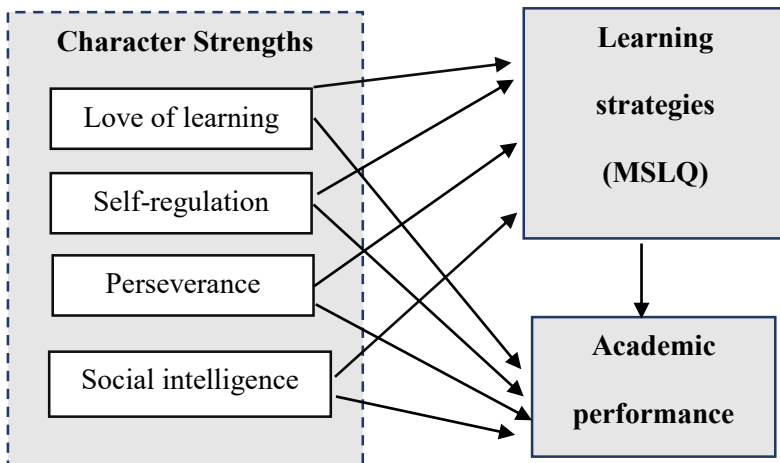 Character Strengths
Love of learning
Self-regulation
Perseverance
Social intelligence
Learning
strategies
(MSLQ)
Academic
performance